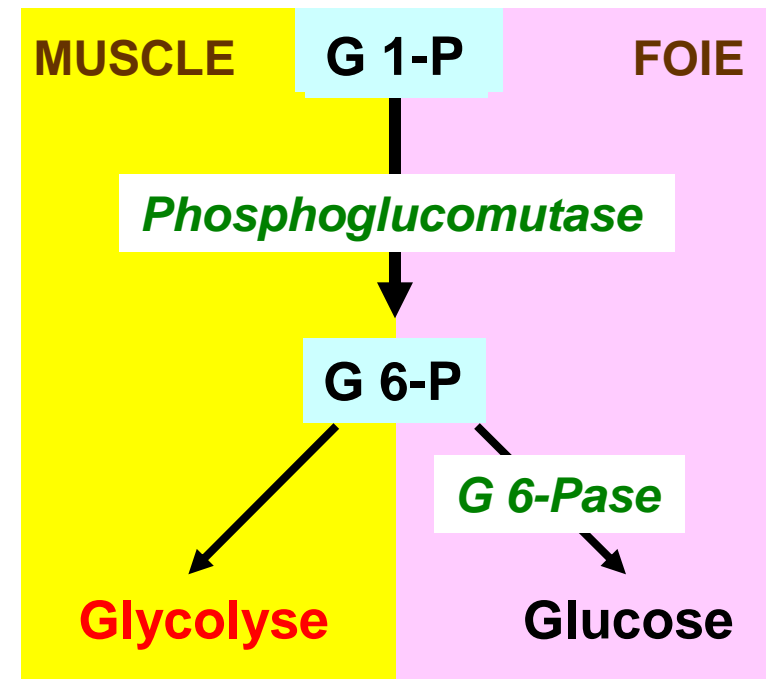 MUSCLE
G 1-P
FOIE
Phosphoglucomutase
G 6-P
G 6-Pase
Glycolyse
Glucose